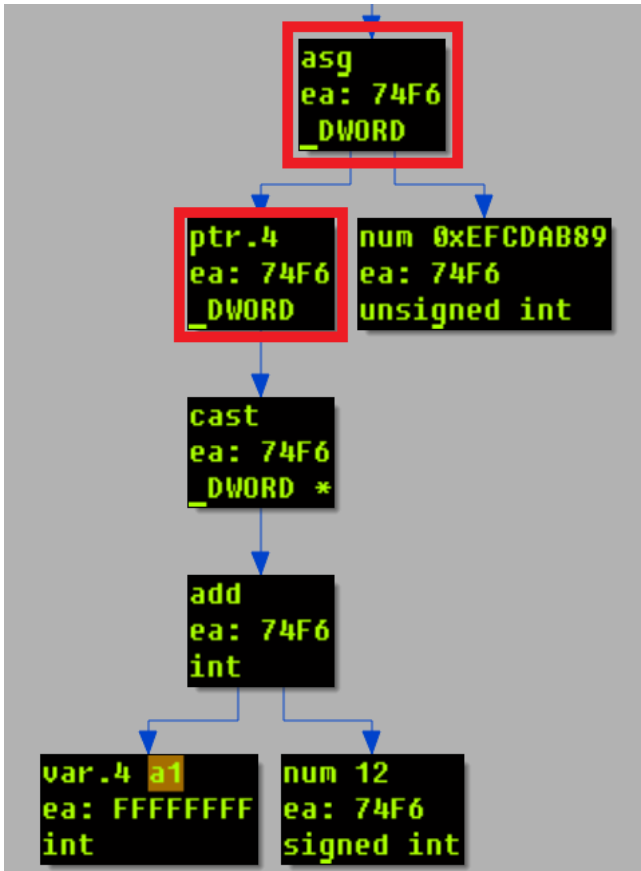 asg
ea: 74F6
_DWORD
ptr.4
ea: 74F6
_DWORD
num 0xEFCDAB89
ea: 74F6
unsigned int
cast
ea: 74F6
_DWORD *
add
ea: 74F6
int
var.4 a1
ea: FFFFFFFF
int
num 12
ea: 74F6
signed int